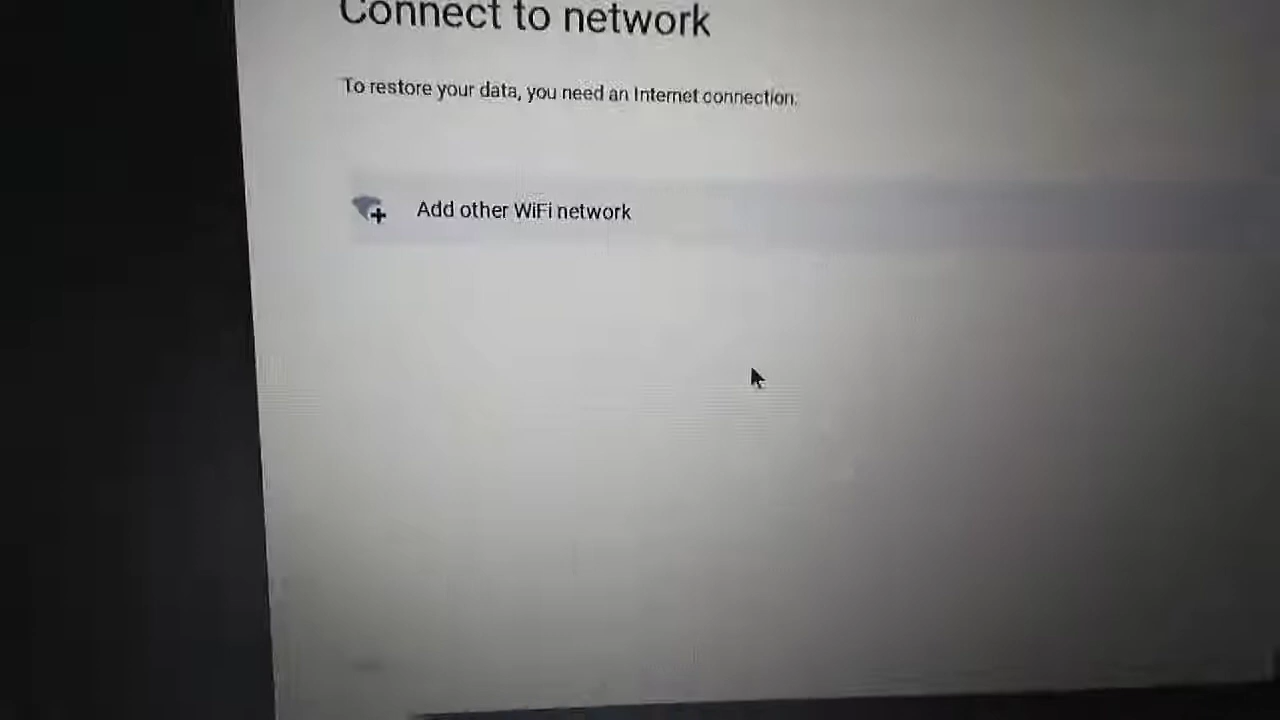 Connect to network
To restore your data, you need an Internet connection.
Add other WiFi network